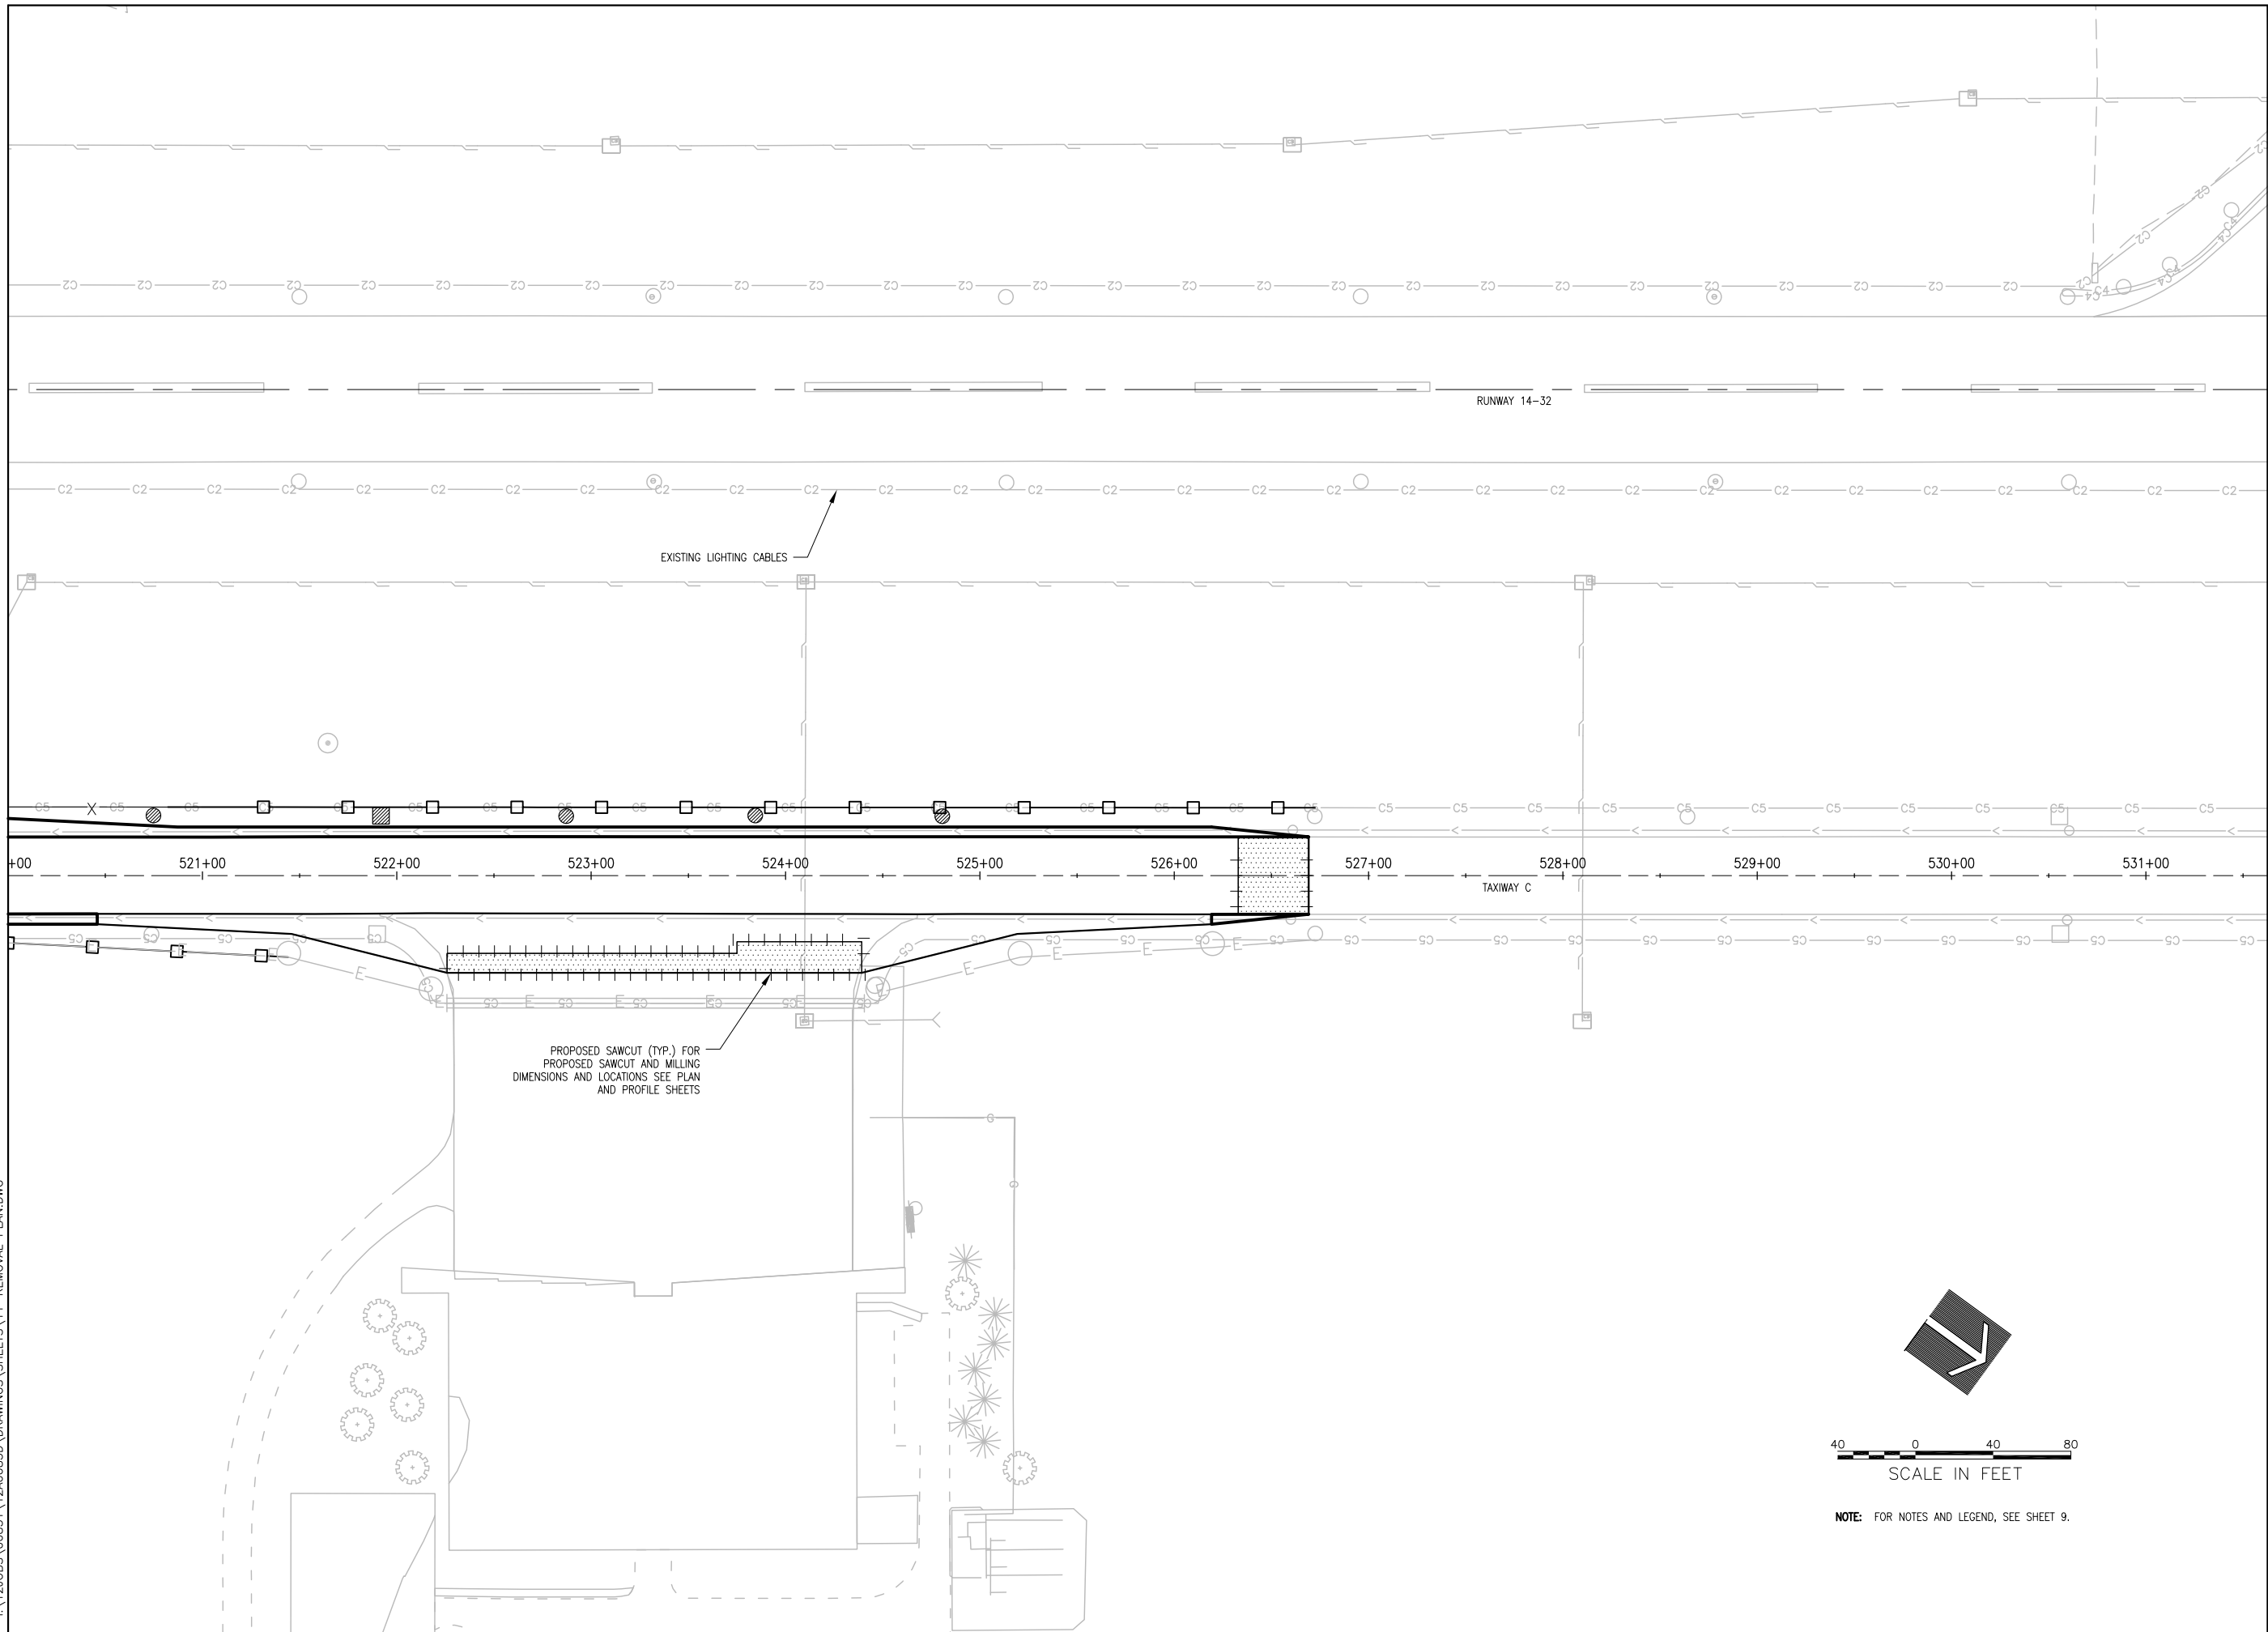 RUNWAY 14-32
EXISTING LIGHTING CABLES
+00 521+00 522+00 523+00 524+00 525+00 526+00 527+00 528+00 529+00 530+00 531+00
TAXIWAY C
PROPOSED SAWCUT (TYP.) FOR
PROPOSED SAWCUT AND MILLING
DIMENSIONS AND LOCATIONS SEE PLAN
AND PROFILE SHEETS
40 0 40 80
SCALE IN FEET
NOTE: FOR NOTES AND LEGEND, SEE SHEET 9.